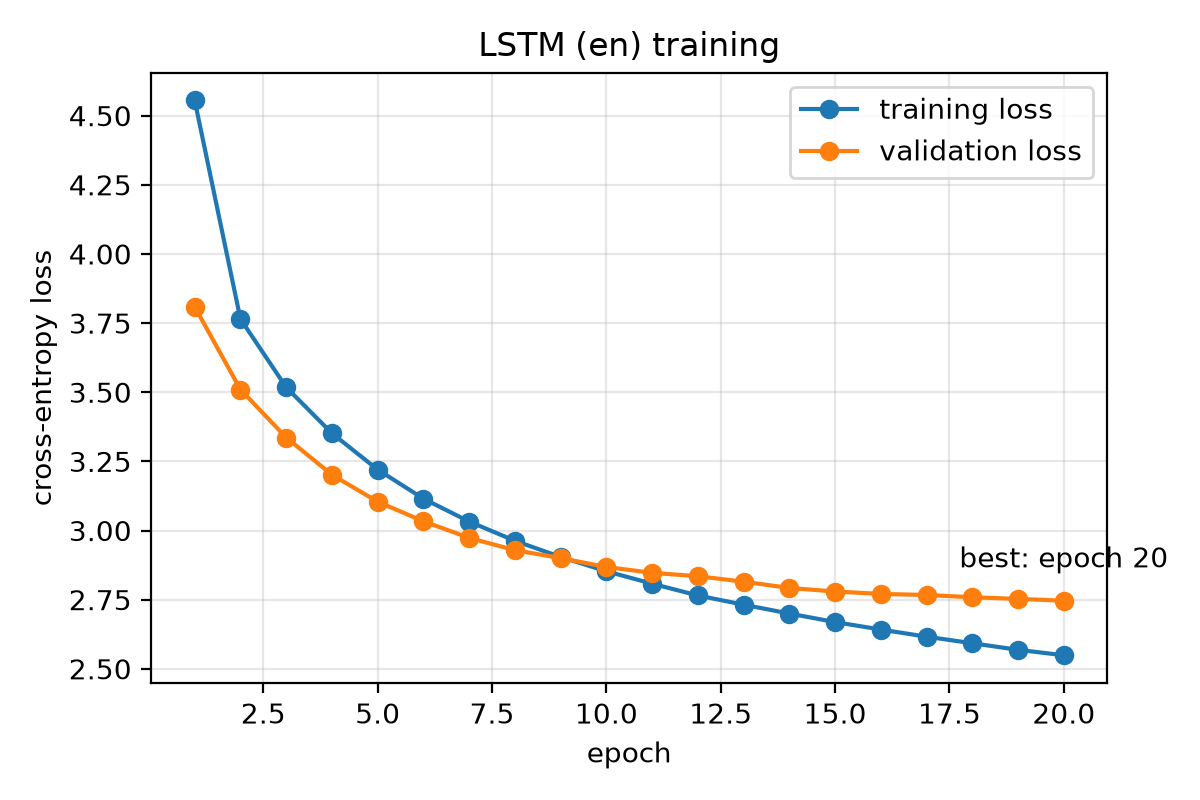 LSTM (en) training
training loss
validation loss
cross-entropy loss
4.50
4.25
4.00
3.75
3.50
3.25
3.00
2.75
2.50
best: epoch 20
2.5 5.0 7.5 10.0 12.5 15.0 17.5 20.0
epoch